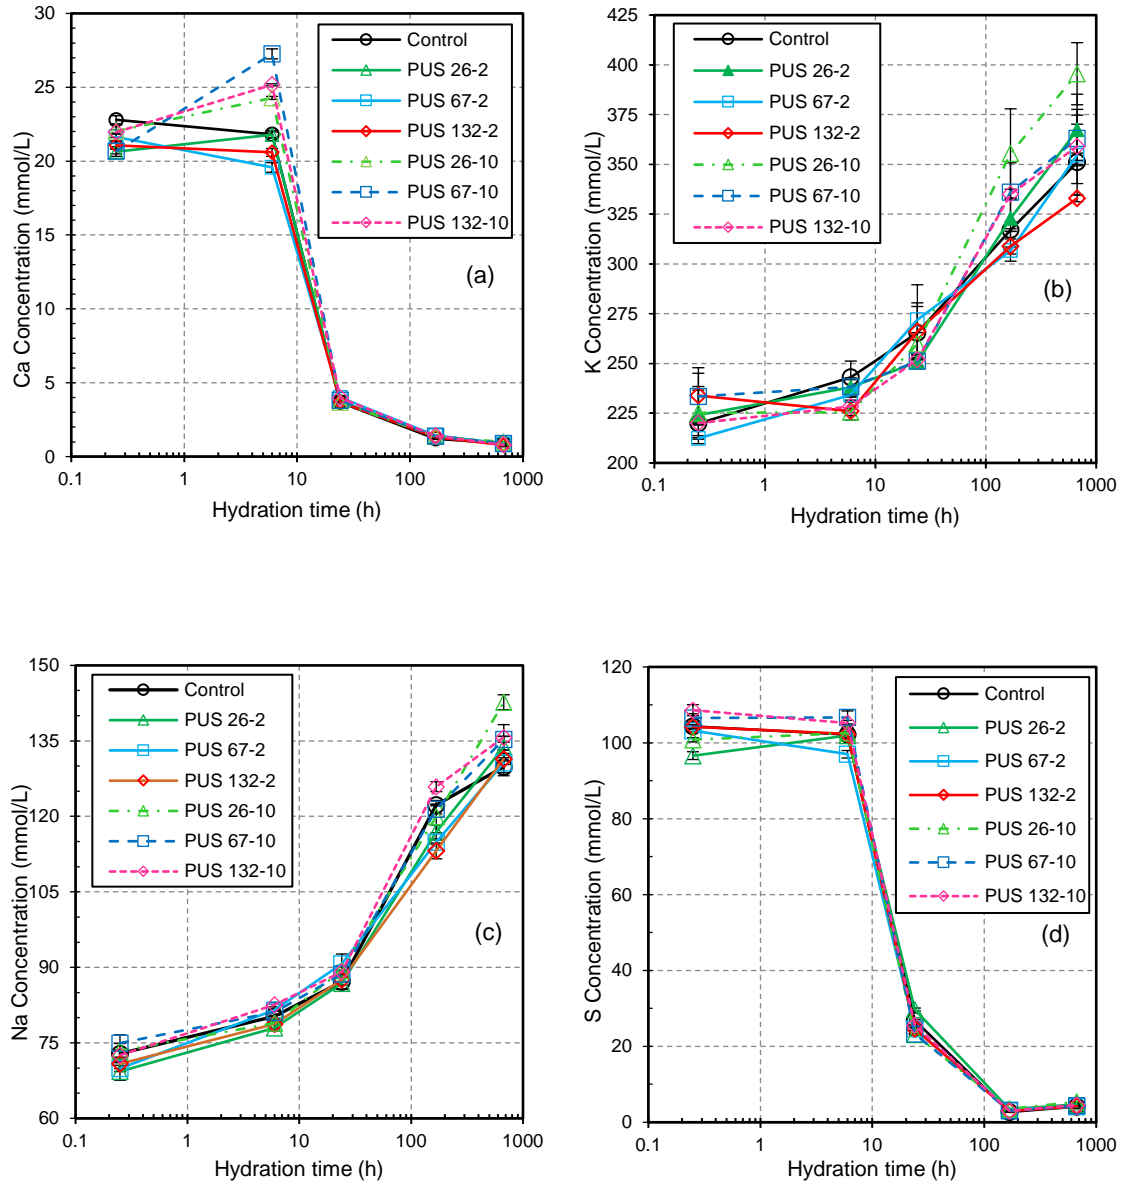 30
25
20
15
10
5
0
Ca Concentration (mmol/L)
Control
PUS 26-2
PUS 67-2
PUS 132-2
PUS 26-10
PUS 67-10
PUS 132-10
(a)
0.1 1 10 100 1000
Hydration time (h)
425
400
375
350
325
300
275
250
225
200
K Concentration (mmol/L)
Control
PUS 26-2
PUS 67-2
PUS 132-2
PUS 26-10
PUS 67-10
PUS 132-10
(b)
0.1 1 10 100 1000
Hydration time (h)
150
135
120
105
90
75
60
Na Concentration (mmol/L)
Control
PUS 26-2
PUS 67-2
PUS 132-2
PUS 26-10
PUS 67-10
PUS 132-10
(c)
0.1 1 10 100 1000
Hydration time (h)
120
100
80
60
40
20
0
S Concentration (mmol/L)
Control
PUS 26-2
PUS 67-2
PUS 132-2
PUS 26-10
PUS 67-10
PUS 132-10
(d)
0.1 1 10 100 1000
Hydration time (h)